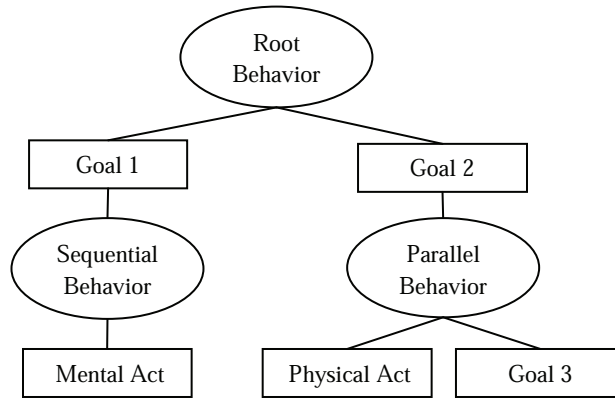 Root
Behavior
Goal 1
Goal 2
Sequential
Behavior
Parallel
Behavior
Mental Act
Physical Act
Goal 3